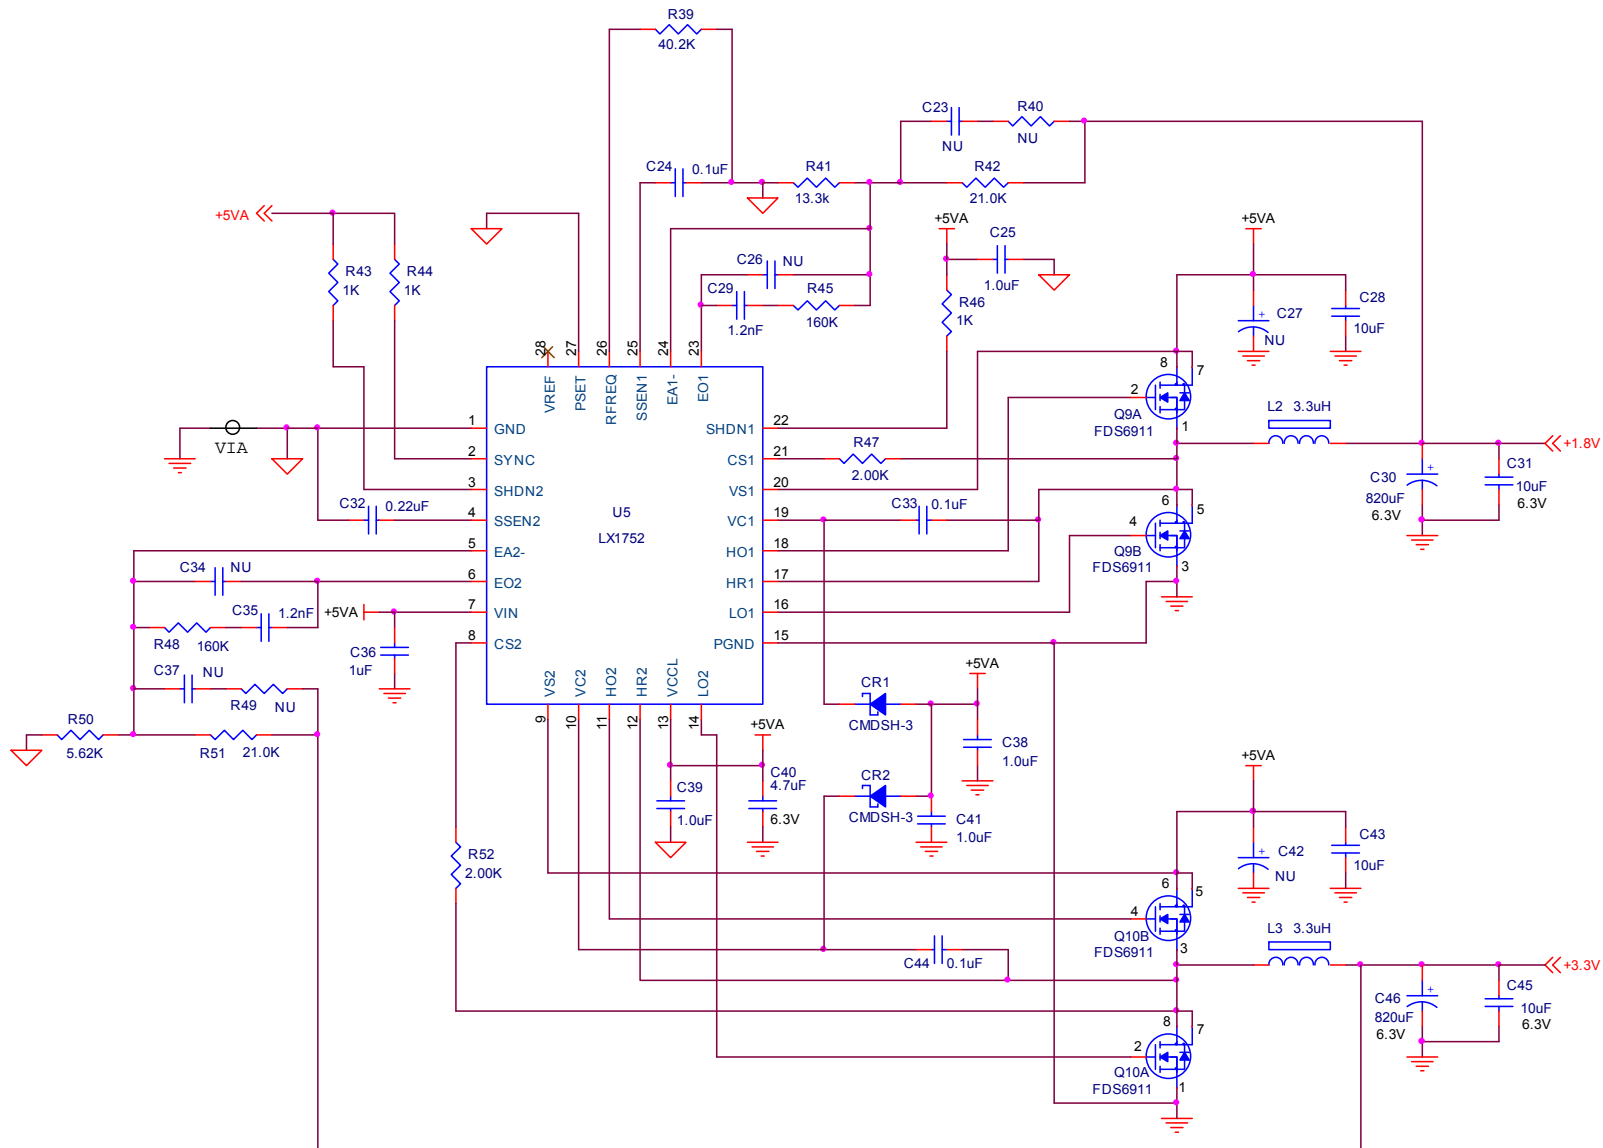 R39
40.2K
C23
NU
R40
NU
C24
0.1uF
R41
13.3k
R42
21.0K
+5VA
R43
1K
R44
1K
C26
NU
C29
1.2nF
R45
160K
+5VA
C25
1.0uF
R46
1K
+5VA
C27
NU
C28
10uF
28
27
26
25
24
23
VREF
PSET
RFREQ
SSEN1
EA1-
EO1
8
7
2
1
Q9A
FDS6911
L2 3.3uH
+1.8V
C30
820uF
6.3V
C31
10uF
6.3V
VIA
1
GND
2
SYNC
3
SHDN2
4
SSEN2
5
EA2-
6
EO2
7
VIN
8
CS2
U5
LX1752
SHDN1
22
CS1
21
VS1
20
VC1
19
HO1
18
HR1
17
LO1
16
PGND
15
R47
2.00K
C33
0.1uF
6
5
4
3
Q9B
FDS6911
C32
0.22uF
C34
NU
C35
1.2nF
R48
160K
+5VA
C36
1uF
C37
NU
R49
NU
R50
5.62K
R51
21.0K
VS2
VC2
HO2
HR2
VCCL
LO2
9
10
11
12
13
14
+5VA
C39
1.0uF
C40
4.7uF
6.3V
CR1
CMDSH-3
+5VA
C38
1.0uF
CR2
CMDSH-3
C41
1.0uF
R52
2.00K
+5VA
C42
NU
C43
10uF
6
5
4
3
Q10B
FDS6911
C44
0.1uF
L3 3.3uH
+3.3V
C46
820uF
6.3V
C45
10uF
6.3V
8
7
2
1
Q10A
FDS6911